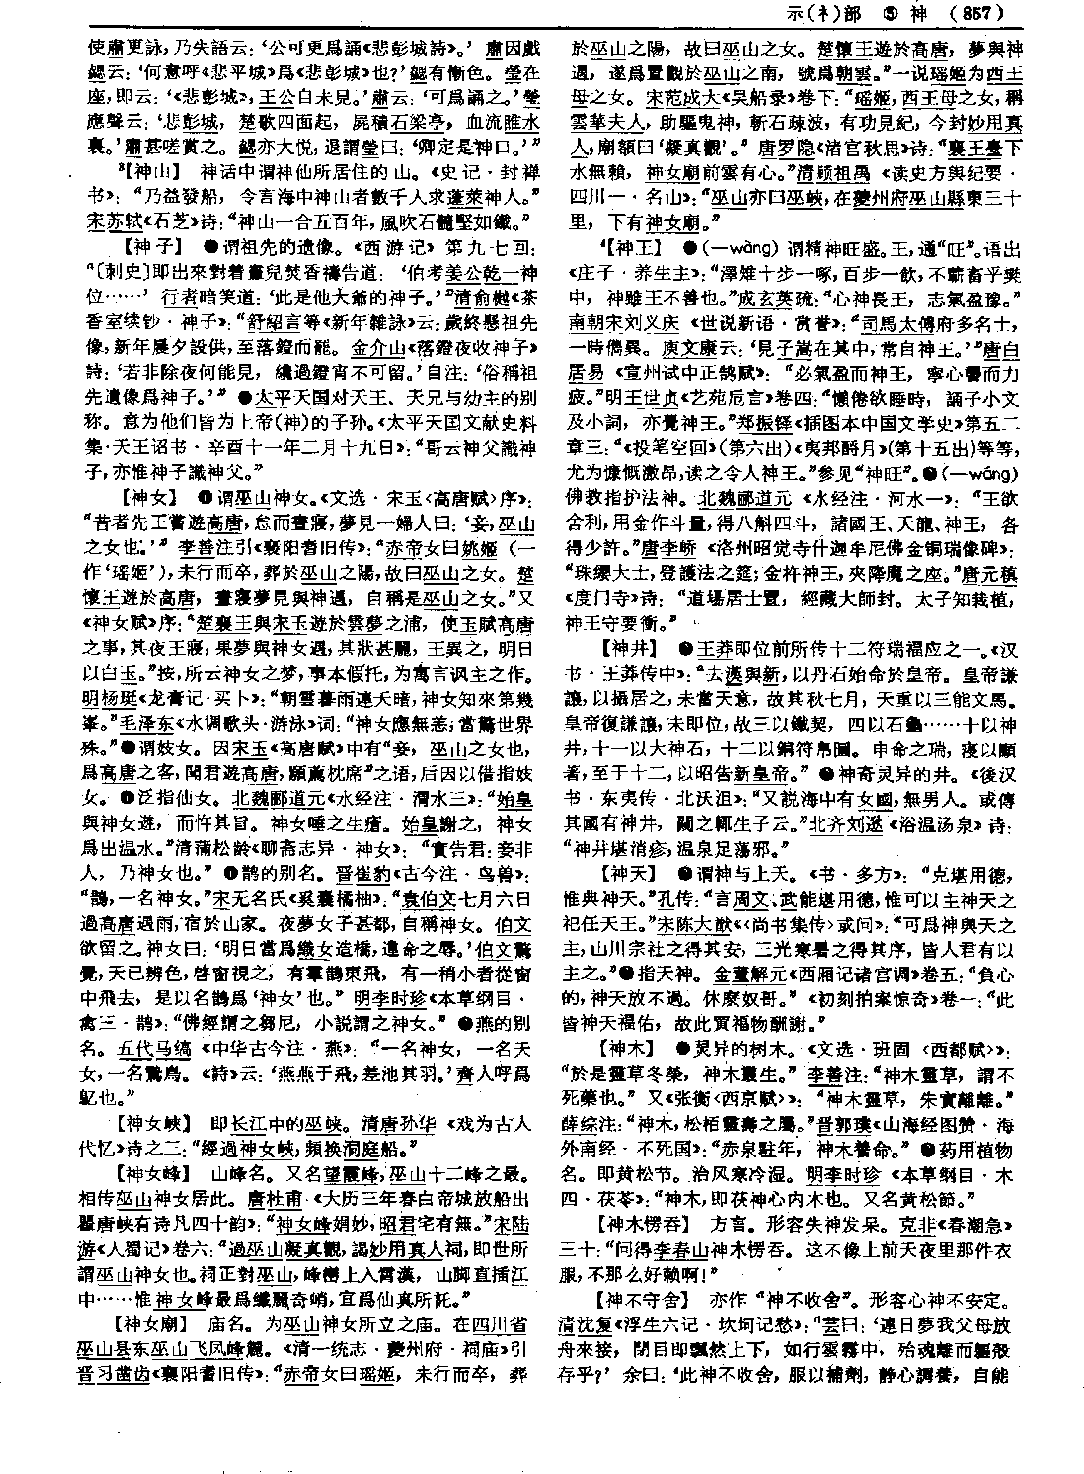 示(礻)部 ⑤ 神 (857)
使肅更詠，乃失語云：‘公可更爲誦《悲彭城詩》。’ 肅因戲
勰云：‘何意呼《悲平城》爲《悲彭城》也？’勰有慚色。瑩在
座，即云：‘《悲彭城》，王公自未見。’肅云：‘可爲誦之。’瑩
應聲云：‘悲彭城，楚歌四面起，屍積石梁亭，血流睢水
裏。’肅甚嗟賞之。勰亦大悦，退謂瑩曰：‘卿定是神口。’”
【神山】 神话中谓神仙所居住的山。《史记·封禅
书》：“乃益發船，令言海中神山者數千人求蓬萊神人。”
宋苏轼《石芝》诗：“神山一合五百年，風吹石髓堅如鐵。”
【神子】 ❶谓祖先的遗像。《西游记》第九七回：
“〔刺史〕即出來對着畫兒焚香禱告道：‘伯考姜公乾一神
位……’ 行者暗笑道：‘此是他大爺的神子。’”清俞樾《茶
香室续钞·神子》：“舒紹言等《新年雜詠》云：歲終懸祖先
像，新年晨夕設供，至落鐙而罷。金介山《落鐙夜收神子》
詩：‘若非除夜何能見，纔過鐙宵不可留。’自注：‘俗稱祖
先遺像爲神子。’” ❷太平天国对天王、天兄与幼主的别
称。意为他们皆为上帝(神)的子孙。《太平天国文献史料
集·天王诏书·辛酉十一年二月十九日》：“哥云神父識神
子，亦惟神子識神父。”
【神女】 ❶谓巫山神女。《文选·宋玉〈高唐赋〉序》：
“昔者先王嘗遊高唐，怠而晝寢，夢見一婦人曰：‘妾，巫山
之女也。’” 李善注引《襄阳耆旧传》：“赤帝女曰姚姬（一
作‘瑶姬’），未行而卒，葬於巫山之陽，故曰巫山之女。楚
懷王遊於高唐，晝寢夢見與神遇，自稱是巫山之女。”又
《神女赋》序：“楚襄王與宋玉遊於雲夢之浦，使玉賦高唐
之事，其夜王寢，果夢與神女遇，其狀甚麗，王異之，明日
以白玉。”按，所云神女之梦，事本假托，为寓言讽主之作。
明杨珽《龙膏记·买卜》：“朝雲暮雨連天暗，神女知來第幾
峯。”毛泽东《水调歌头·游泳》词：“神女應無恙，當驚世界
殊。”❷谓妓女。因宋玉《高唐赋》中有“妾，巫山之女也，
爲高唐之客，聞君遊高唐，願薦枕席”之语，后因以借指妓
女。 ❸泛指仙女。北魏郦道元《水经注·渭水三》：“始皇
與神女遊，而忤其旨。神女唾之生瘡。始皇謝之，神女
爲出温水。”清蒲松龄《聊斋志异·神女》：“實告君：妾非
人，乃神女也。” ❹鹊的别名。晋崔豹《古今注·鸟兽》：
“鵲，一名神女。”宋无名氏《奚囊橘柚》：“袁伯文七月六日
過高唐遇雨，宿於山家。夜夢女子甚都，自稱神女。伯文
欲留之。神女曰：‘明日當爲織女造橋，違命之辱。’伯文驚
覺，天已辨色，啓窗視之，有羣鵲東飛，有一稍小者從窗
中飛去，是以名鵲爲‘神女’也。”明李时珍《本草纲目·
禽三·鹊》：“佛經謂之芻尼，小説謂之神女。” ❺燕的别
名。五代马缟《中华古今注·燕》：“一名神女，一名天
女，一名鷙鳥。《詩》云：‘燕燕于飛，差池其羽。’齊人呼爲
鳦也。”
【神女峡】 即长江中的巫峡。清唐孙华《戏为古人
代忆》诗之三：“經過神女峽，頻换洞庭船。”
【神女峰】 山峰名。又名望霞峰，巫山十二峰之最。
相传巫山神女居此。唐杜甫《大历三年春白帝城放船出
瞿唐峡有诗凡四十韵》：“神女峰娟妙，昭君宅有無。”宋陆
游《入蜀记》卷六：“過巫山凝真觀，謁妙用真人祠，即世所
謂巫山神女也。祠正對巫山，峰巒上入霄漢，山脚直插江
中……惟神女峰最爲纖麗奇峭，宜爲仙真所託。”
【神女廟】 庙名。为巫山神女所立之庙。在四川省
巫山县东巫山飞凤峰麓。《清一统志·夔州府·祠庙》引
晋习凿齿《襄阳耆旧传》：“赤帝女曰瑶姬，未行而卒，葬
於巫山之陽，故曰巫山之女。楚懷王遊於高唐，夢與神
遇，遂爲置觀於巫山之南，號爲朝雲。”一说瑶姬为西王
母之女。宋范成大《吴船录》卷下：“瑶姬，西王母之女，稱
雲華夫人，助驅鬼神，斬石疏波，有功見紀，今封妙用真
人，廟額曰‘凝真觀’。”唐罗隐《渚宫秋思》诗：“襄王臺下
水無賴，神女廟前雲有心。”清顾祖禹《读史方舆纪要·
四川一·名山》：“巫山亦曰巫峽，在夔州府巫山縣東三十
里，下有神女廟。”
【神王】 ❶(—wàng) 谓精神旺盛。王，通“旺”。语出
《庄子·养生主》：“澤雉十步一啄，百步一飲，不蘄畜乎樊
中，神雖王不善也。”成玄英疏：“心神長王，志氣盈豫。”
南朝宋刘义庆《世说新语·赏誉》：“司馬太傅府多名士，
一時儁異。庾文康云：‘見子嵩在其中，常自神王。’”唐白
居易《宣州试中正鹄赋》：“必氣盈而神王，寧心讋而力
疲。”明王世贞《艺苑卮言》卷四：“懶倦欲睡時，誦子小文
及小詞，亦覺神王。”郑振铎《插图本中国文学史》第五二
章三：“《投笔空回》(第六出)《夷邦爵月》(第十五出)等等，
尤为慷慨激昂，读之令人神王。”参见“神旺”。❷(—wáng)
佛教指护法神。北魏郦道元《水经注·河水一》：“王欲
舍利，用金作斗量，得八斛四斗，諸國王、天龍、神王，各
得少許。”唐李峤《洛州昭觉寺什迦牟尼佛金铜瑞像碑》：
“珠纓大士，登護法之筵；金杵神王，夾降魔之座。”唐元稹
《度门寺》诗：“道場居士置，經藏大師封。太子知栽植，
神王守要衝。”
【神井】 ❶王莽即位前所传十二符瑞福应之一。《汉
书·王莽传中》：“去漢與新，以丹石始命於皇帝。皇帝謙
讓，以攝居之，未當天意，故其秋七月，天重以三能文馬。
皇帝復謙讓，未即位，故三以鐵契，四以石龜……十以神
井，十一以大神石，十二以銅符帛圖。申命之瑞，寖以顯
著，至于十二，以昭告新皇帝。” ❷神奇灵异的井。《後汉
书·东夷传·北沃沮》：“又説海中有女國，無男人。或傳
其國有神井，闚之輒生子云。”北齐刘逖《浴温汤泉》诗：
“神井堪消疹，温泉足蕩邪。”
【神天】 ❶谓神与上天。《书·多方》：“克堪用德，
惟典神天。”孔传：“言周文、武能堪用德，惟可以主神天之
祀任天王。”宋陈大猷《〈尚书集传〉或问》：“可爲神與天之
主，山川宗社之得其安，三光寒暑之得其序，皆人君有以
主之。”❷指天神。金董解元《西厢记诸宫调》卷五：“負心
的，神天放不過。休麽奴哥。”《初刻拍案惊奇》卷一：“此
皆神天福佑，故此買福物酬謝。”
【神木】 ❶灵异的树木。《文选·班固〈西都赋〉》：
“於是靈草冬榮，神木叢生。”李善注：“神木靈草，謂不
死藥也。”又《张衡〈西京赋〉》：“神木靈草，朱實離離。”
薛综注：“神木，松栢靈壽之屬。”晋郭璞《山海经图赞·海
外南经·不死国》：“赤泉駐年，神木養命。” ❷药用植物
名。即黄松节。治风寒冷湿。明李时珍《本草纲目·木
四·茯苓》：“神木，即茯神心内木也。又名黄松節。”
【神木愣吞】 方言。形容失神发呆。克非《春潮急》
三十：“问得李春山神木愣吞。这不像上前天夜里那件衣
服，不那么好赖啊！”
【神不守舍】 亦作“神不收舍”。形容心神不安定。
清沈复《浮生六记·坎坷记愁》：“芸曰：‘連日夢我父母放
舟來接，閉目即飄然上下，如行雲霧中，殆魂離而軀殼
存乎？’ 余曰：‘此神不收舍，服以補劑，静心調養，自能